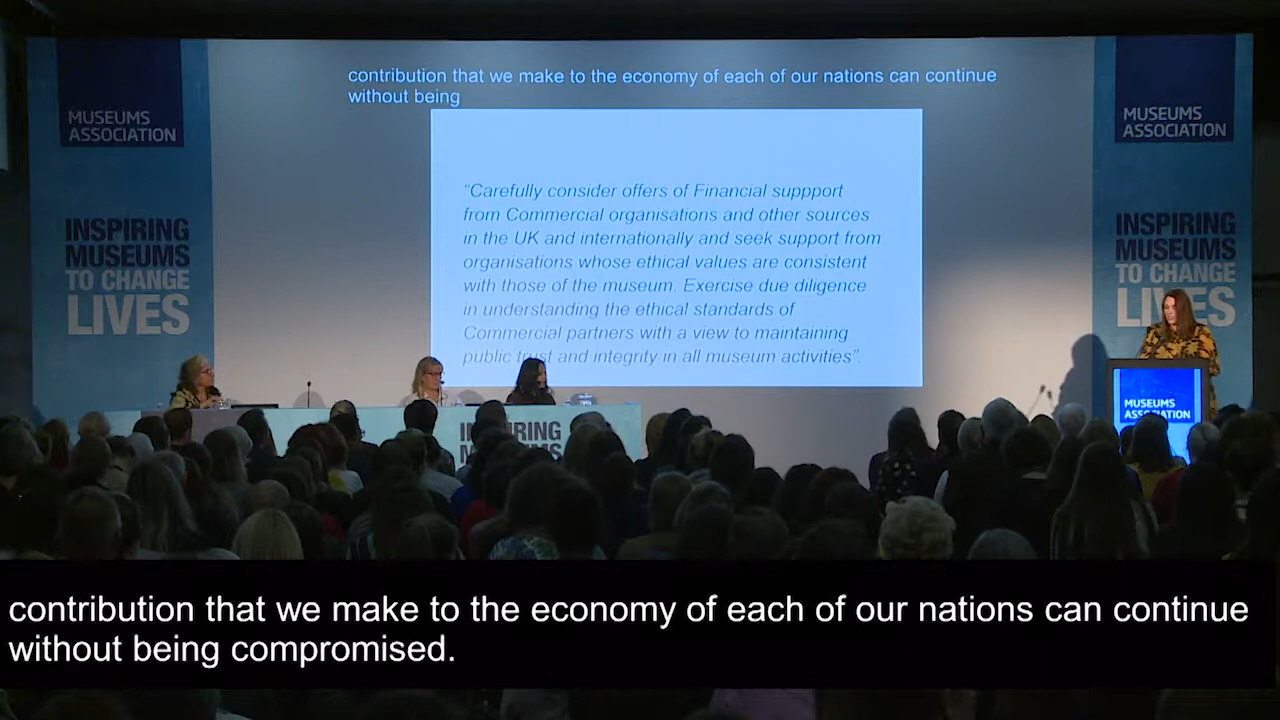 contribution that we make to the economy of each of our nations can continue
without being
MUSEUMS
ASSOCIATION
INSPIRING
MUSEUMS
TO CHANGE
LIVES
“Carefully consider offers of Financial suppport
from Commercial organisations and other sources
in the UK and internationally and seek support from
organisations whose ethical values are consistent
with those of the museum. Exercise due diligence
in understanding the ethical standards of
Commercial partners with a view to maintaining
public trust and integrity in all museum activities”.
MUSEUMS
ASSOCIATION
INSPIRING
MUSEUMS
TO CHANGE
LIVES
MUSEUMS
ASSOCIATION
contribution that we make to the economy of each of our nations can continue
without being compromised.